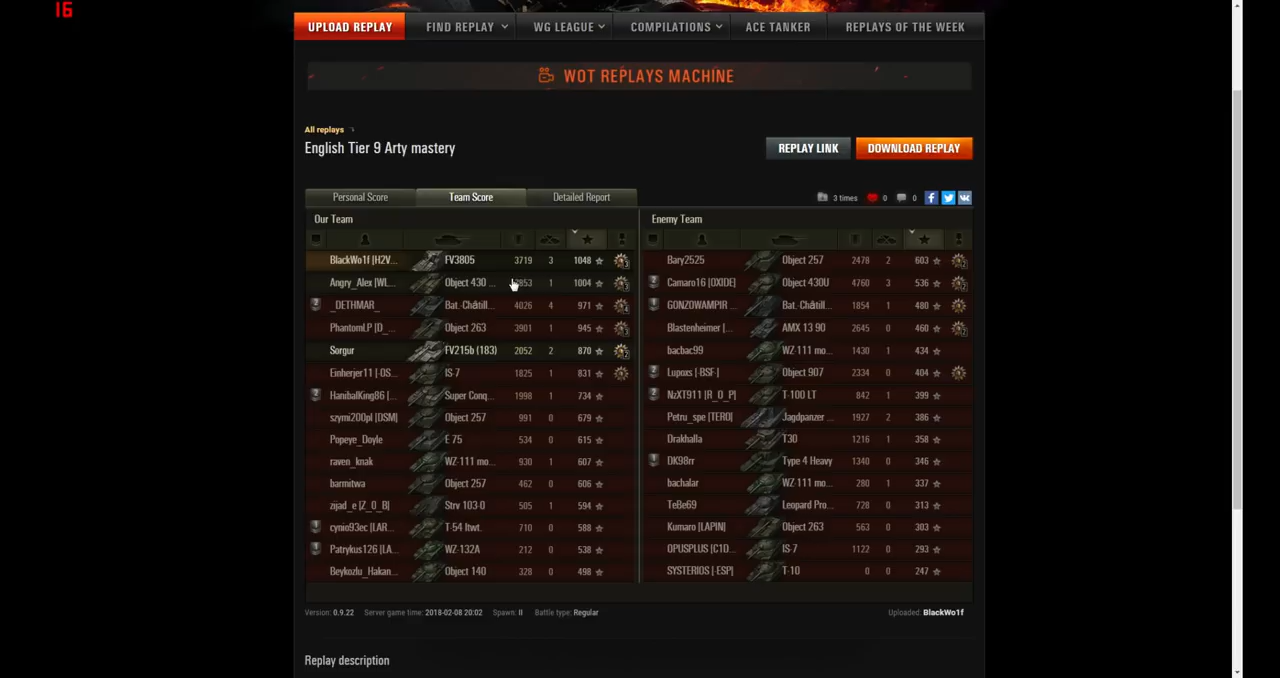 16
UPLOAD REPLAY FIND REPLAY WG LEAGUE COMPILATIONS ACE TANKER REPLAYS OF THE WEEK
WOT REPLAYS MACHINE
All replays
English Tier 9 Arty mastery
REPLAY LINK DOWNLOAD REPLAY
Personal Score Team Score Detailed Report 3 times 0 0
Our Team Enemy Team
BlackWo1f [H2V... FV3805 3719 3 1048 Bary2525 Object 257 2478 2 603
Angry_Alex [WL... Object 430 ... 1 1004 Camaro16 [OXIDE] Object 430U 4760 3 536
_DETHMAR_ Bat.-Châtill... 4026 4 971 GONZOWAMPIR ... Bat.-Châtill... 1854 1 480
PhantomLP [D_... Object 263 3901 1 945 Blastenheimer [... AMX 13 90 2645 0 460
Sorgur FV215b (183) 2052 2 870 bacbac99 WZ-111 mo... 1430 1 434
Einherjer11 [-OS... IS-7 1825 1 831 Lupoxs [-BSF-] Object 907 2334 0 404
HanibalKing86 [... Super Conq... 1998 1 734 NzXT911 [R_O_P] T-100 LT 842 1 399
szymi200pl [DSM] Object 257 991 0 679 Petru_spe [TERO] Jagdpanzer ... 1927 2 386
Popeye_Doyle E 75 534 0 615 Drakhalla T30 1216 1 358
raven_knak WZ-111 mo... 930 1 607 DK98rr Type 4 Heavy 1340 0 346
barmitwa Object 257 462 0 606 bachalar WZ-111 mo... 280 1 337
zijad_e [Z_0_B] Strv 103-0 505 1 594 TeBe69 Leopard Pro... 728 0 313
cynio93ec [LAR... T-54 ltwt. 710 0 588 Kumaro [LAPIN] Object 263 563 0 303
Patrykus126 [LA... WZ-132A 212 0 538 OPUSPLUS [C1D... IS-7 1122 0 293
Beykozlu_Hakan... Object 140 328 0 498 SYSTERIOS [-ESP] T-10 0 0 247
Version: 0.9.22 Server game time: 2018-02-08 20:02 Spawn: II Battle type: Regular Uploaded: BlackWo1f
Replay description